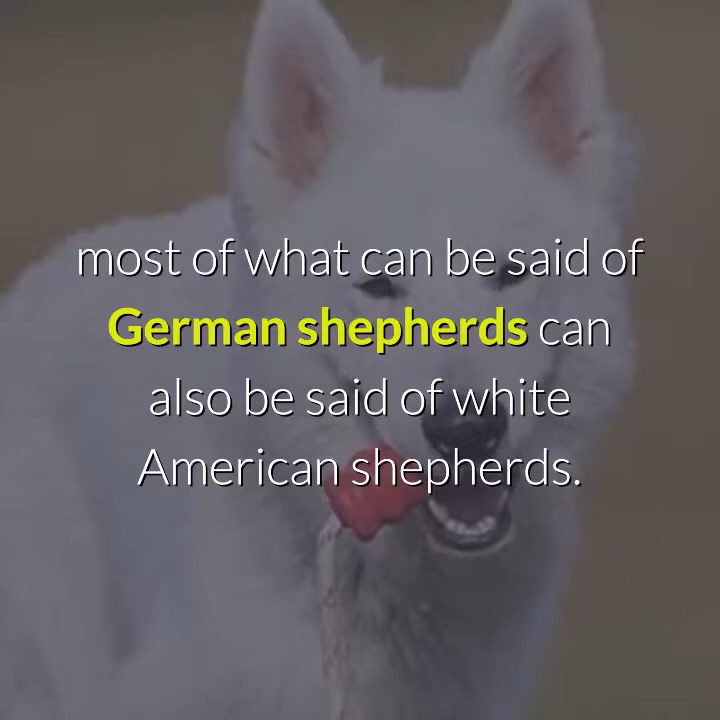 most of what can be said of
German shepherds can
also be said of white
American shepherds.